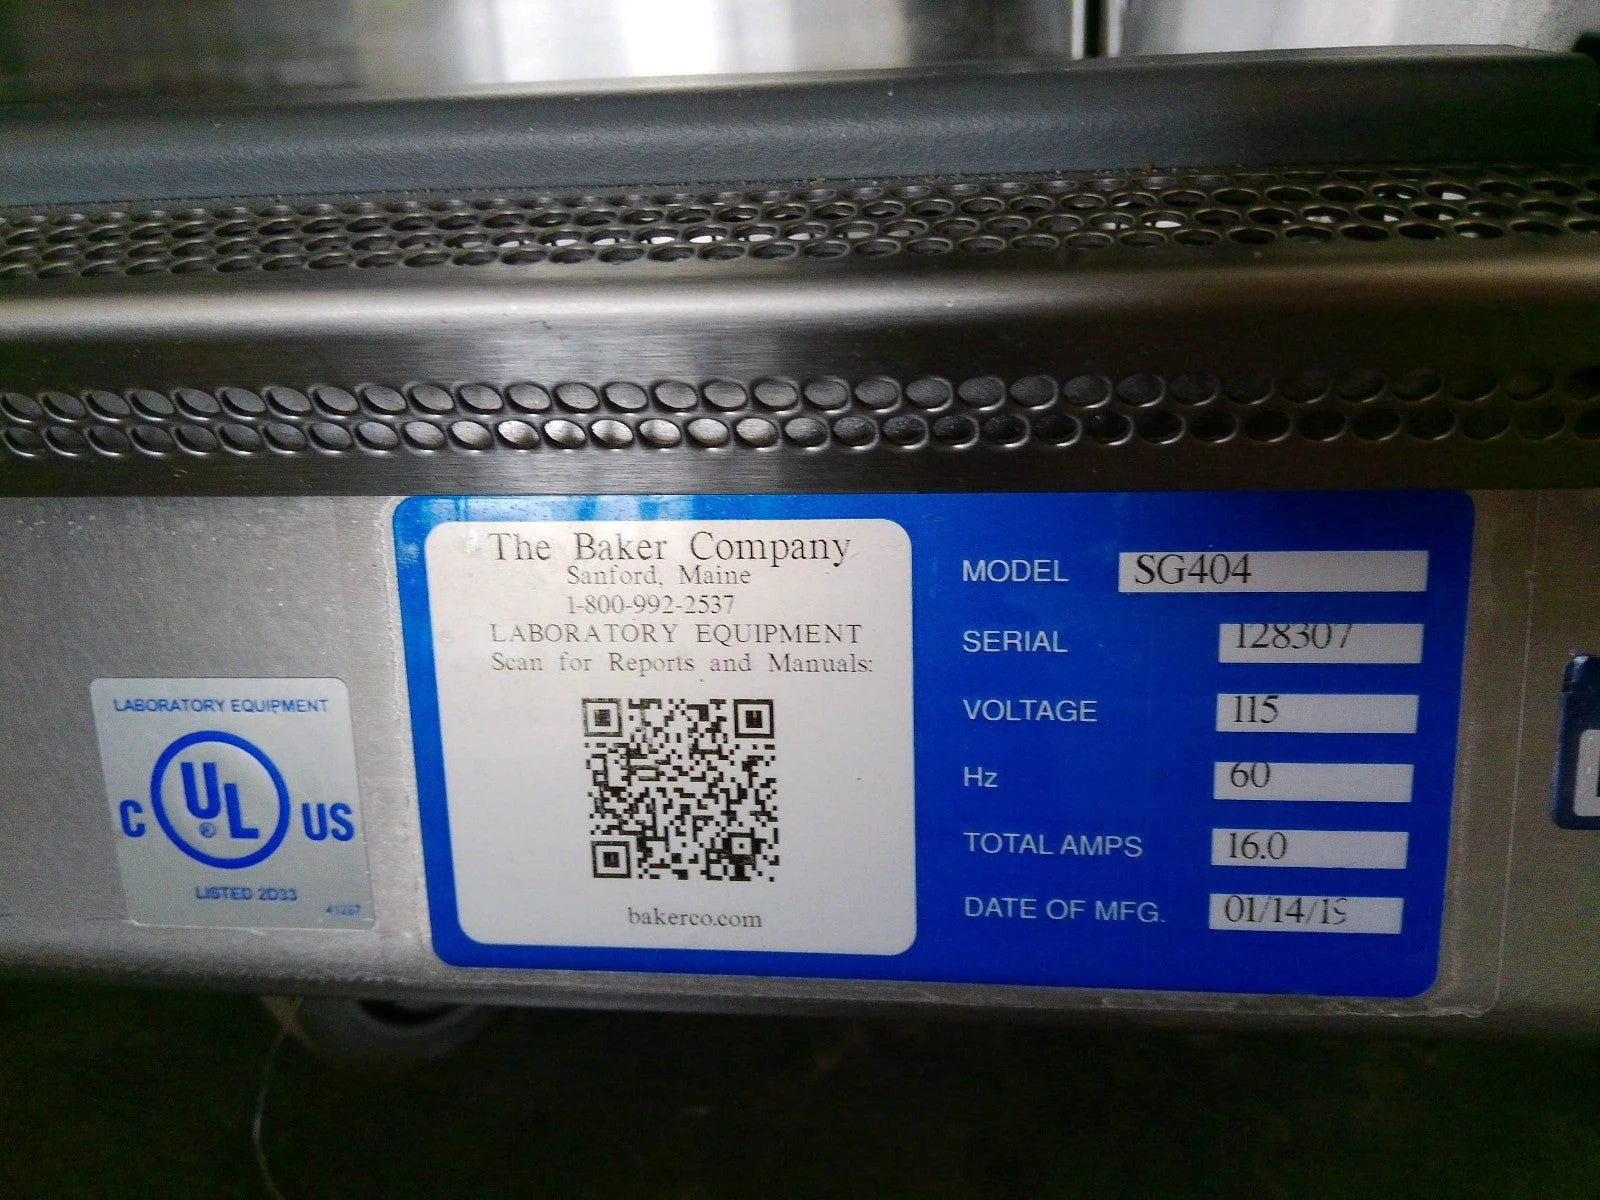 The Baker Company
Sanford, Maine
1-800-992-2537
LABORATORY EQUIPMENT
Scan for Reports and Manuals:
bakerco.com
MODEL SG404
SERIAL 128307
VOLTAGE 115
Hz 60
TOTAL AMPS 16.0
DATE OF MFG. 01/14/19
LABORATORY EQUIPMENT
C UL US
LISTED 2D33